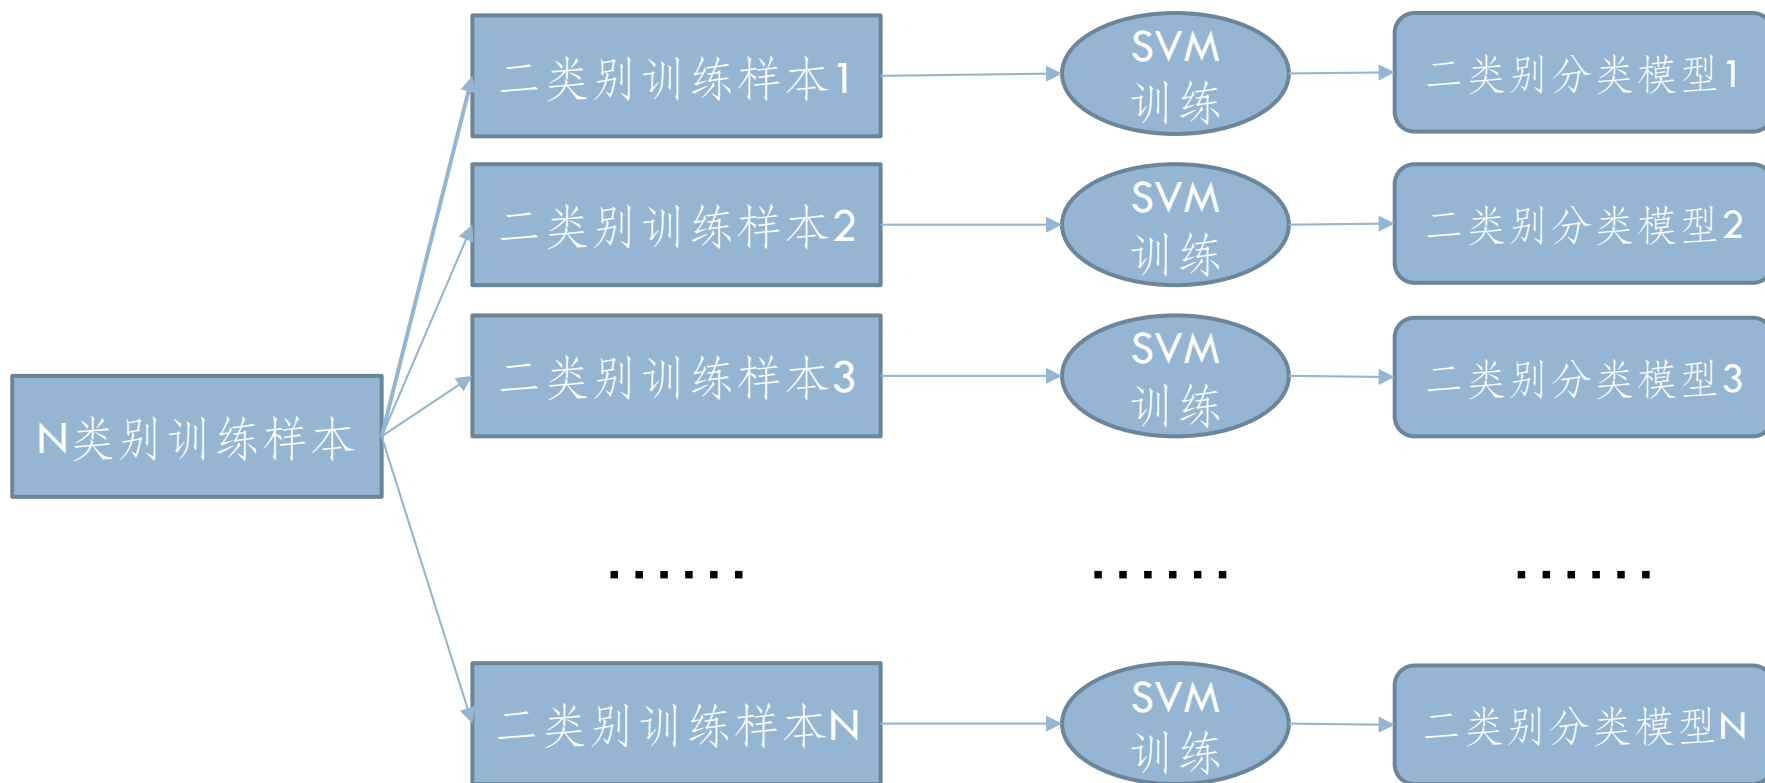 二类别训练样本1
SVM
训练
二类别分类模型1
二类别训练样本2
SVM
训练
二类别分类模型2
二类别训练样本3
SVM
训练
二类别分类模型3
N类别训练样本
......
......
......
二类别训练样本N
SVM
训练
二类别分类模型N